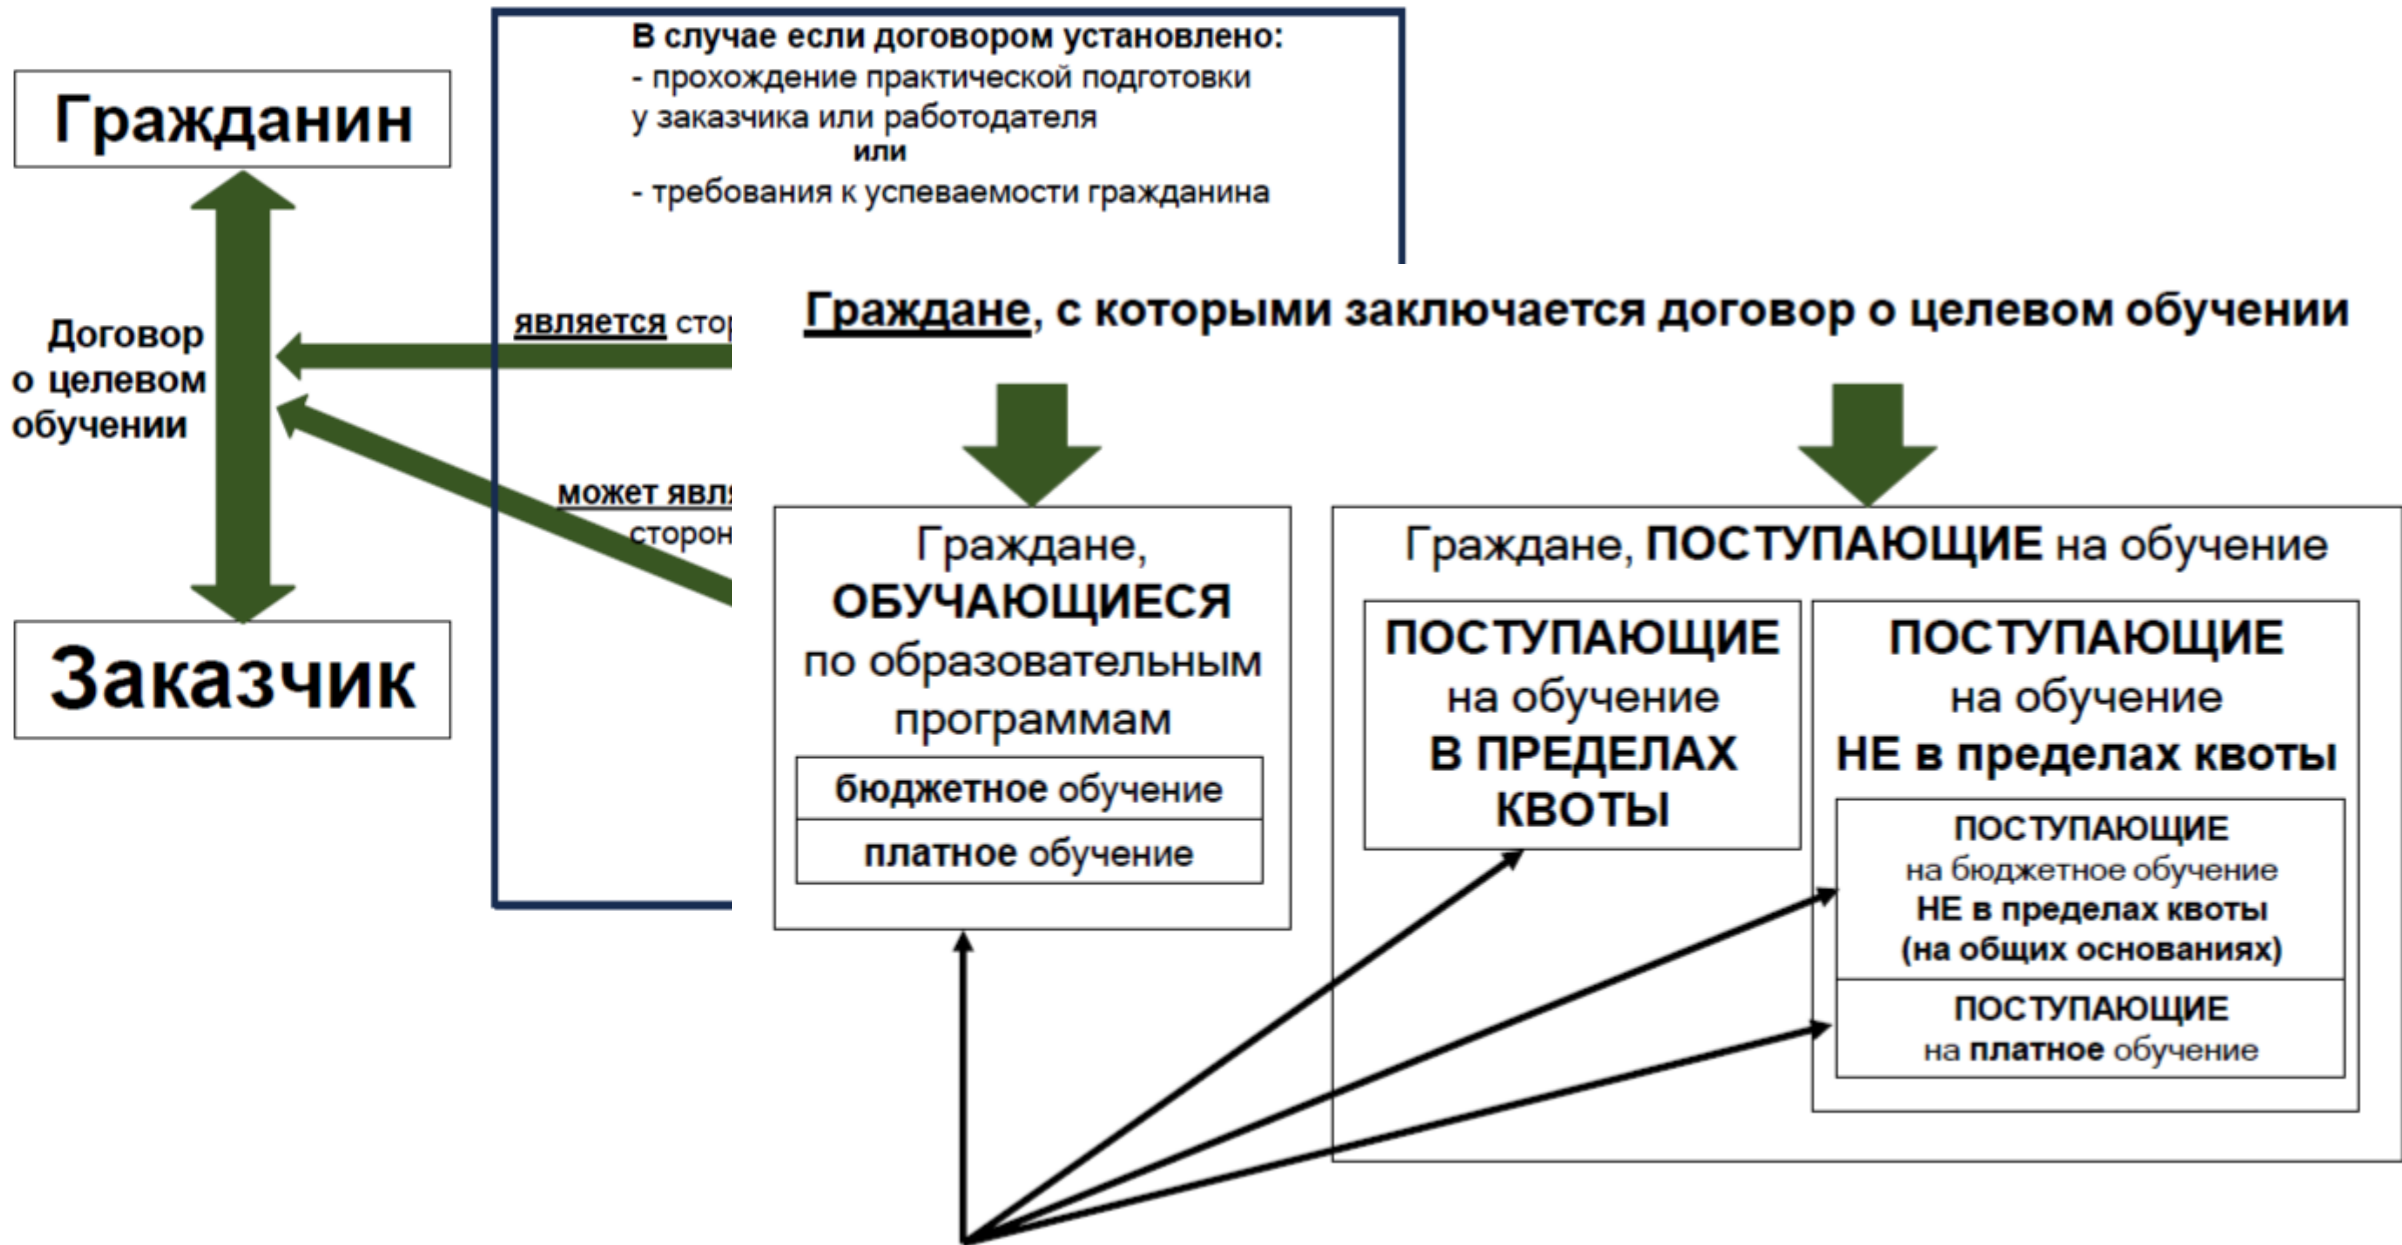 Гражданин
Договор
о целевом
обучении
Заказчик
В случае если договором установлено:
- прохождение практической подготовки
у заказчика или работодателя
или
- требования к успеваемости гражданина
является
может
Граждане, с которыми заключается договор о целевом обучении
Граждане,
ОБУЧАЮЩИЕСЯ
по образовательным
программам
бюджетное обучение
платное обучение
Граждане, ПОСТУПАЮЩИЕ на обучение
ПОСТУПАЮЩИЕ
на обучение
В ПРЕДЕЛАХ
КВОТЫ
ПОСТУПАЮЩИЕ
на обучение
НЕ в пределах квоты
ПОСТУПАЮЩИЕ
на бюджетное обучение
НЕ в пределах квоты
(на общих основаниях)
ПОСТУПАЮЩИЕ
на платное обучение